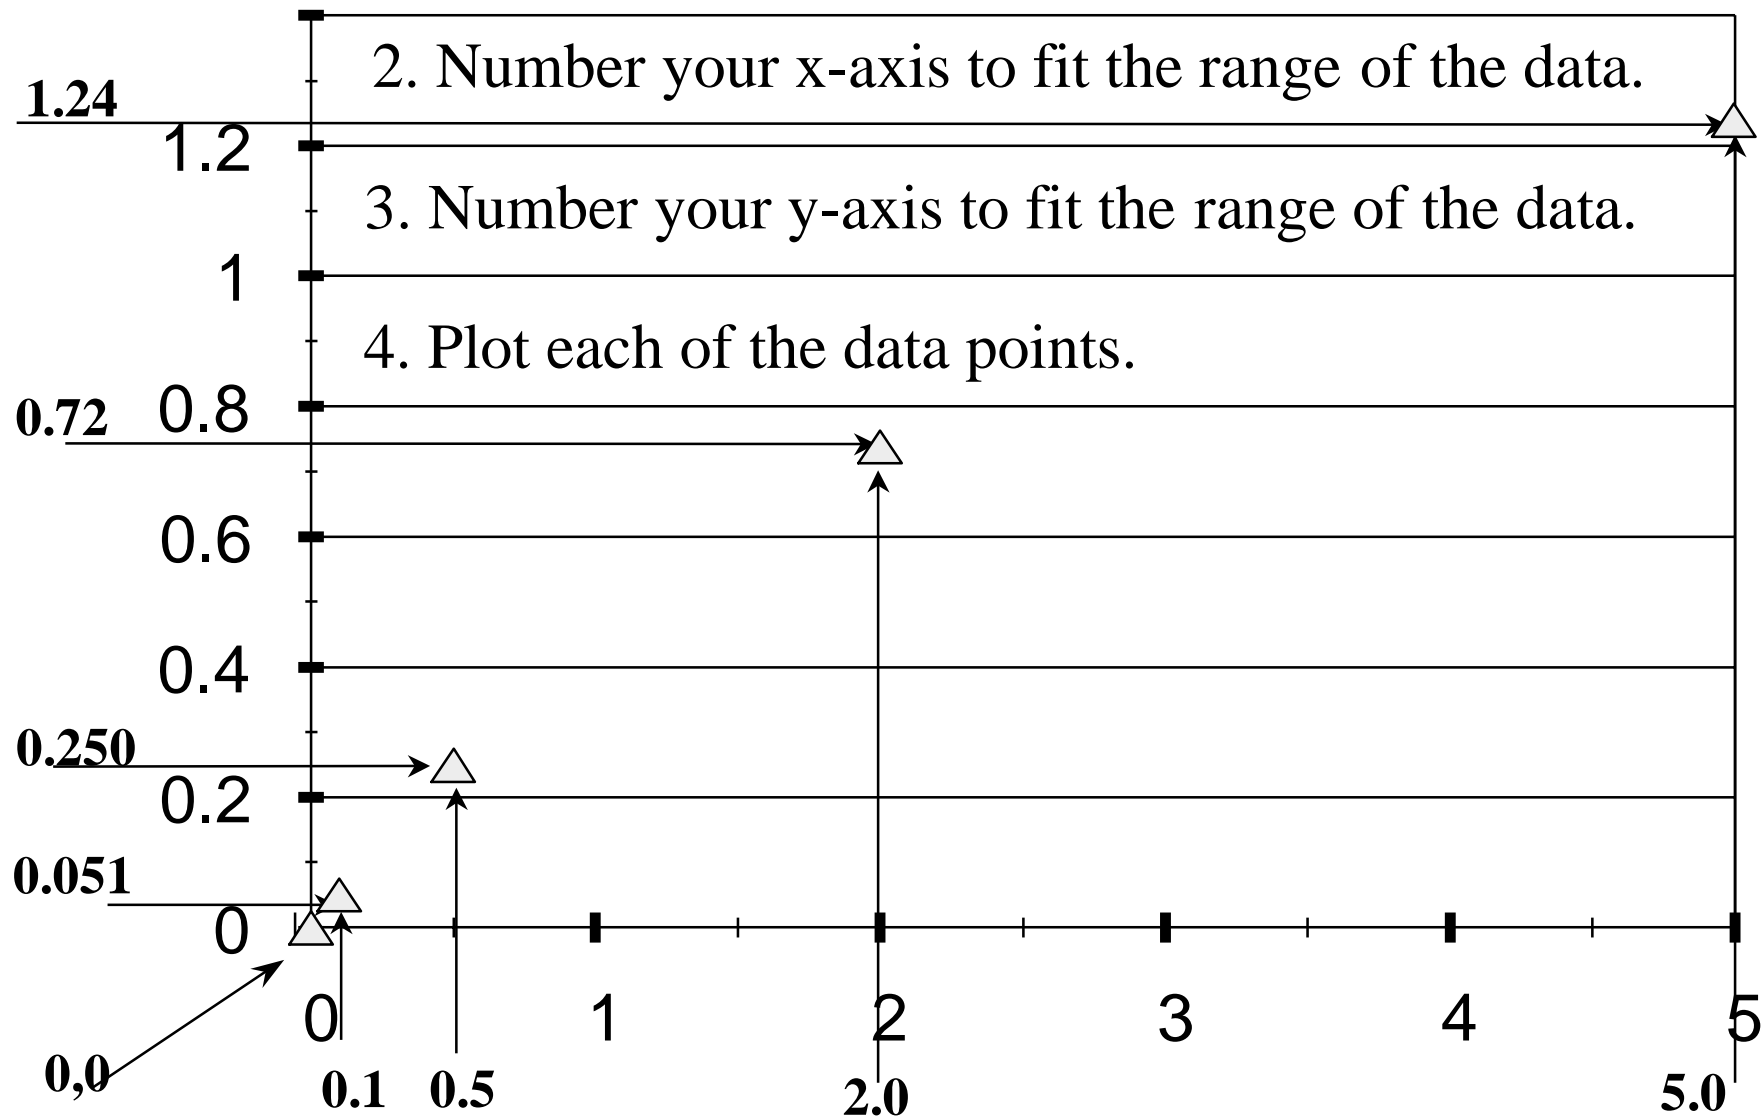 2. Number your x-axis to fit the range of the data.
1.24
1.2
3. Number your y-axis to fit the range of the data.
1
4. Plot each of the data points.
0.8
0.72
0.6
0.4
0.250
0.2
0.051
0
0 1 2 3 4 5
0,0 0.1 0.5 2.0 5.0